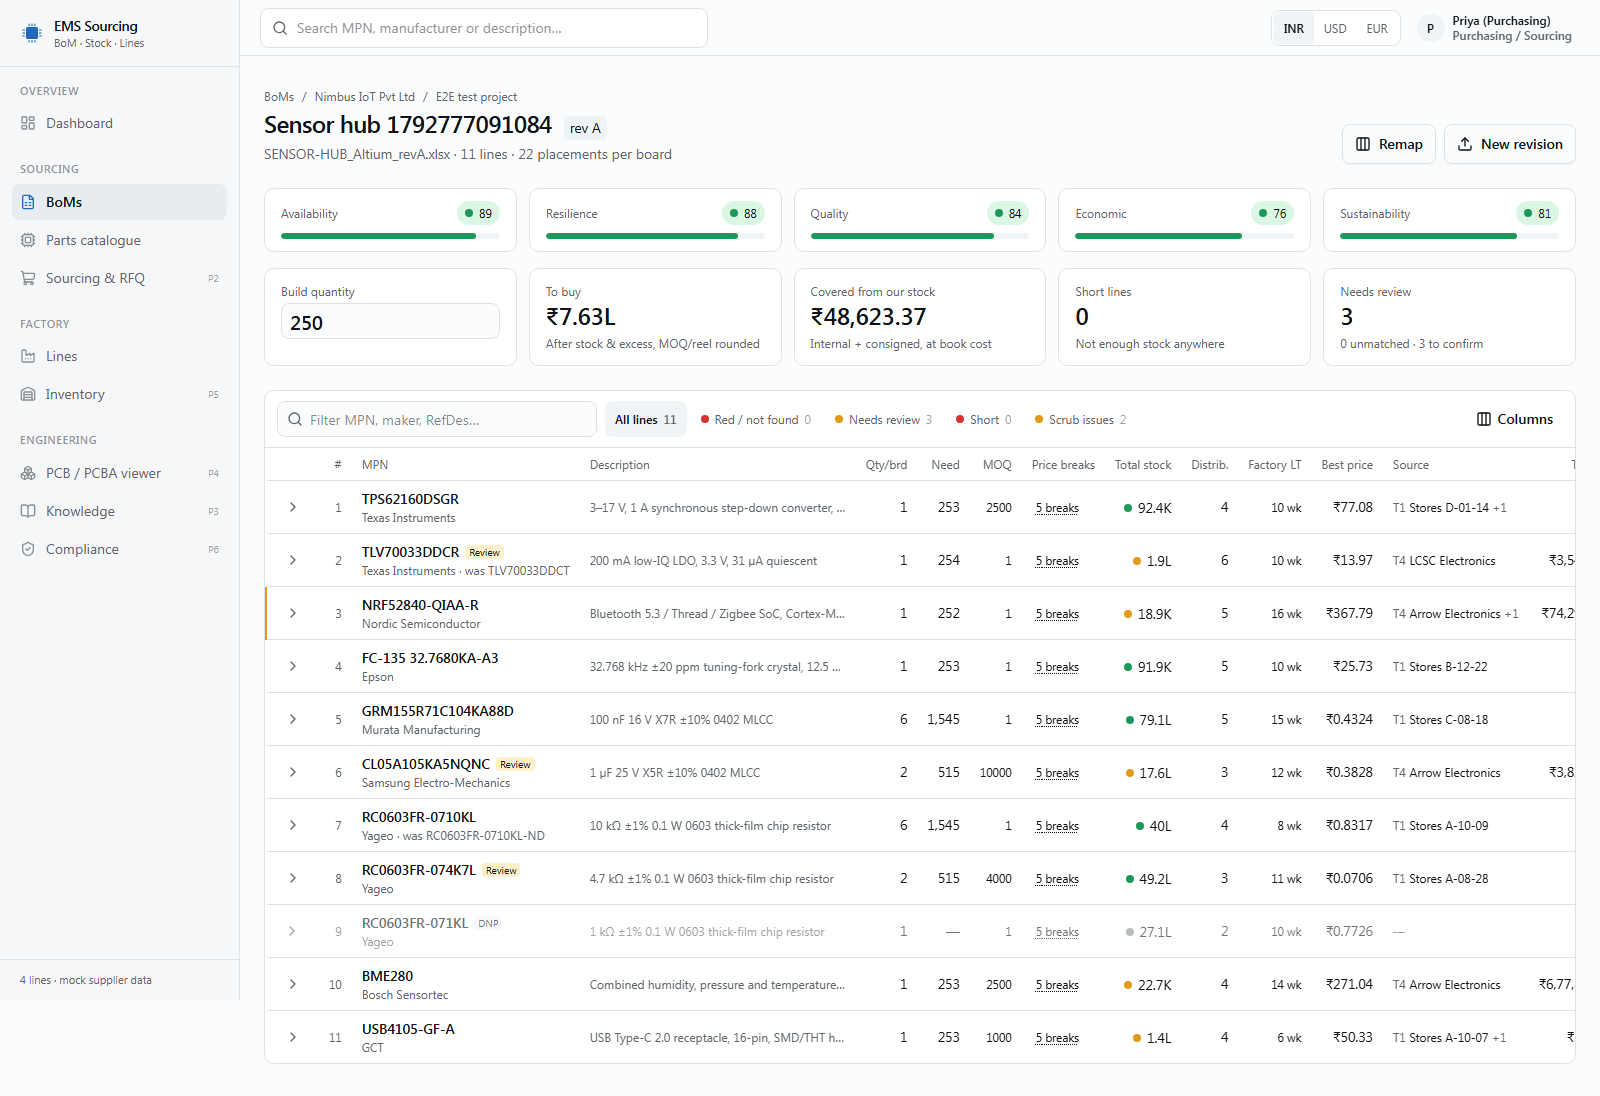 EMS Sourcing
BoM · Stock · Lines
Search MPN, manufacturer or description...
INR USD EUR
P
Priya (Purchasing)
Purchasing / Sourcing
OVERVIEW
Dashboard
SOURCING
BoMs
Parts catalogue
Sourcing & RFQ P2
FACTORY
Lines
Inventory P5
ENGINEERING
PCB / PCBA viewer P4
Knowledge P3
Compliance P6
4 lines · mock supplier data
BoMs / Nimbus IoT Pvt Ltd / E2E test project
Sensor hub 1792777091084 rev A
SENSOR-HUB_Altium_revA.xlsx · 11 lines · 22 placements per board
Remap
New revision
Availability 89
Resilience 88
Quality 84
Economic 76
Sustainability 81
Build quantity
250
To buy
₹7.63L
After stock & excess, MOQ/reel rounded
Covered from our stock
₹48,623.37
Internal + consigned, at book cost
Short lines
0
Not enough stock anywhere
Needs review
3
0 unmatched · 3 to confirm
Filter MPN, maker, RefDes...
All lines 11
Red / not found 0
Needs review 3
Short 0
Scrub issues 2
Columns
# MPN Description Qty/brd Need MOQ Price breaks Total stock Distrib. Factory LT Best price Source T
1 TPS62160DSGR 3–17 V, 1 A synchronous step-down converter, ... 1 253 2500 5 breaks 92.4K 4 10 wk ₹77.08 T1 Stores D-01-14 +1
Texas Instruments
2 TLV70033DDCR Review 200 mA low-IQ LDO, 3.3 V, 31 µA quiescent 1 254 1 5 breaks 1.9L 6 10 wk ₹13.97 T4 LCSC Electronics ₹3,5
Texas Instruments · was TLV70033DDCT
3 NRF52840-QIAA-R Bluetooth 5.3 / Thread / Zigbee SoC, Cortex-M... 1 252 1 5 breaks 18.9K 5 16 wk ₹367.79 T4 Arrow Electronics +1 ₹74,2
Nordic Semiconductor
4 FC-135 32.7680KA-A3 32.768 kHz ±20 ppm tuning-fork crystal, 12.5 ... 1 253 1 5 breaks 91.9K 5 10 wk ₹25.73 T1 Stores B-12-22
Epson
5 GRM155R71C104KA88D 100 nF 16 V X7R ±10% 0402 MLCC 6 1,545 1 5 breaks 79.1L 5 15 wk ₹0.4324 T1 Stores C-08-18
Murata Manufacturing
6 CL05A105KA5NQNC Review 1 µF 25 V X5R ±10% 0402 MLCC 2 515 10000 5 breaks 17.6L 3 12 wk ₹0.3828 T4 Arrow Electronics ₹3,8
Samsung Electro-Mechanics
7 RC0603FR-0710KL 10 kΩ ±1% 0.1 W 0603 thick-film chip resistor 6 1,545 1 5 breaks 40L 4 8 wk ₹0.8317 T1 Stores A-10-09
Yageo · was RC0603FR-0710KL-ND
8 RC0603FR-074K7L Review 4.7 kΩ ±1% 0.1 W 0603 thick-film chip resistor 2 515 4000 5 breaks 49.2L 3 11 wk ₹0.0706 T1 Stores A-08-28
Yageo
9 RC0603FR-071KL DNP 1 kΩ ±1% 0.1 W 0603 thick-film chip resistor 1 — 1 5 breaks 27.1L 2 10 wk ₹0.7726 —
Yageo
10 BME280 Combined humidity, pressure and temperature... 1 253 2500 5 breaks 22.7K 4 14 wk ₹271.04 T4 Arrow Electronics ₹6,77,
Bosch Sensortec
11 USB4105-GF-A USB Type-C 2.0 receptacle, 16-pin, SMD/THT h... 1 253 1000 5 breaks 1.4L 4 6 wk ₹50.33 T1 Stores A-10-07 +1 ₹
GCT